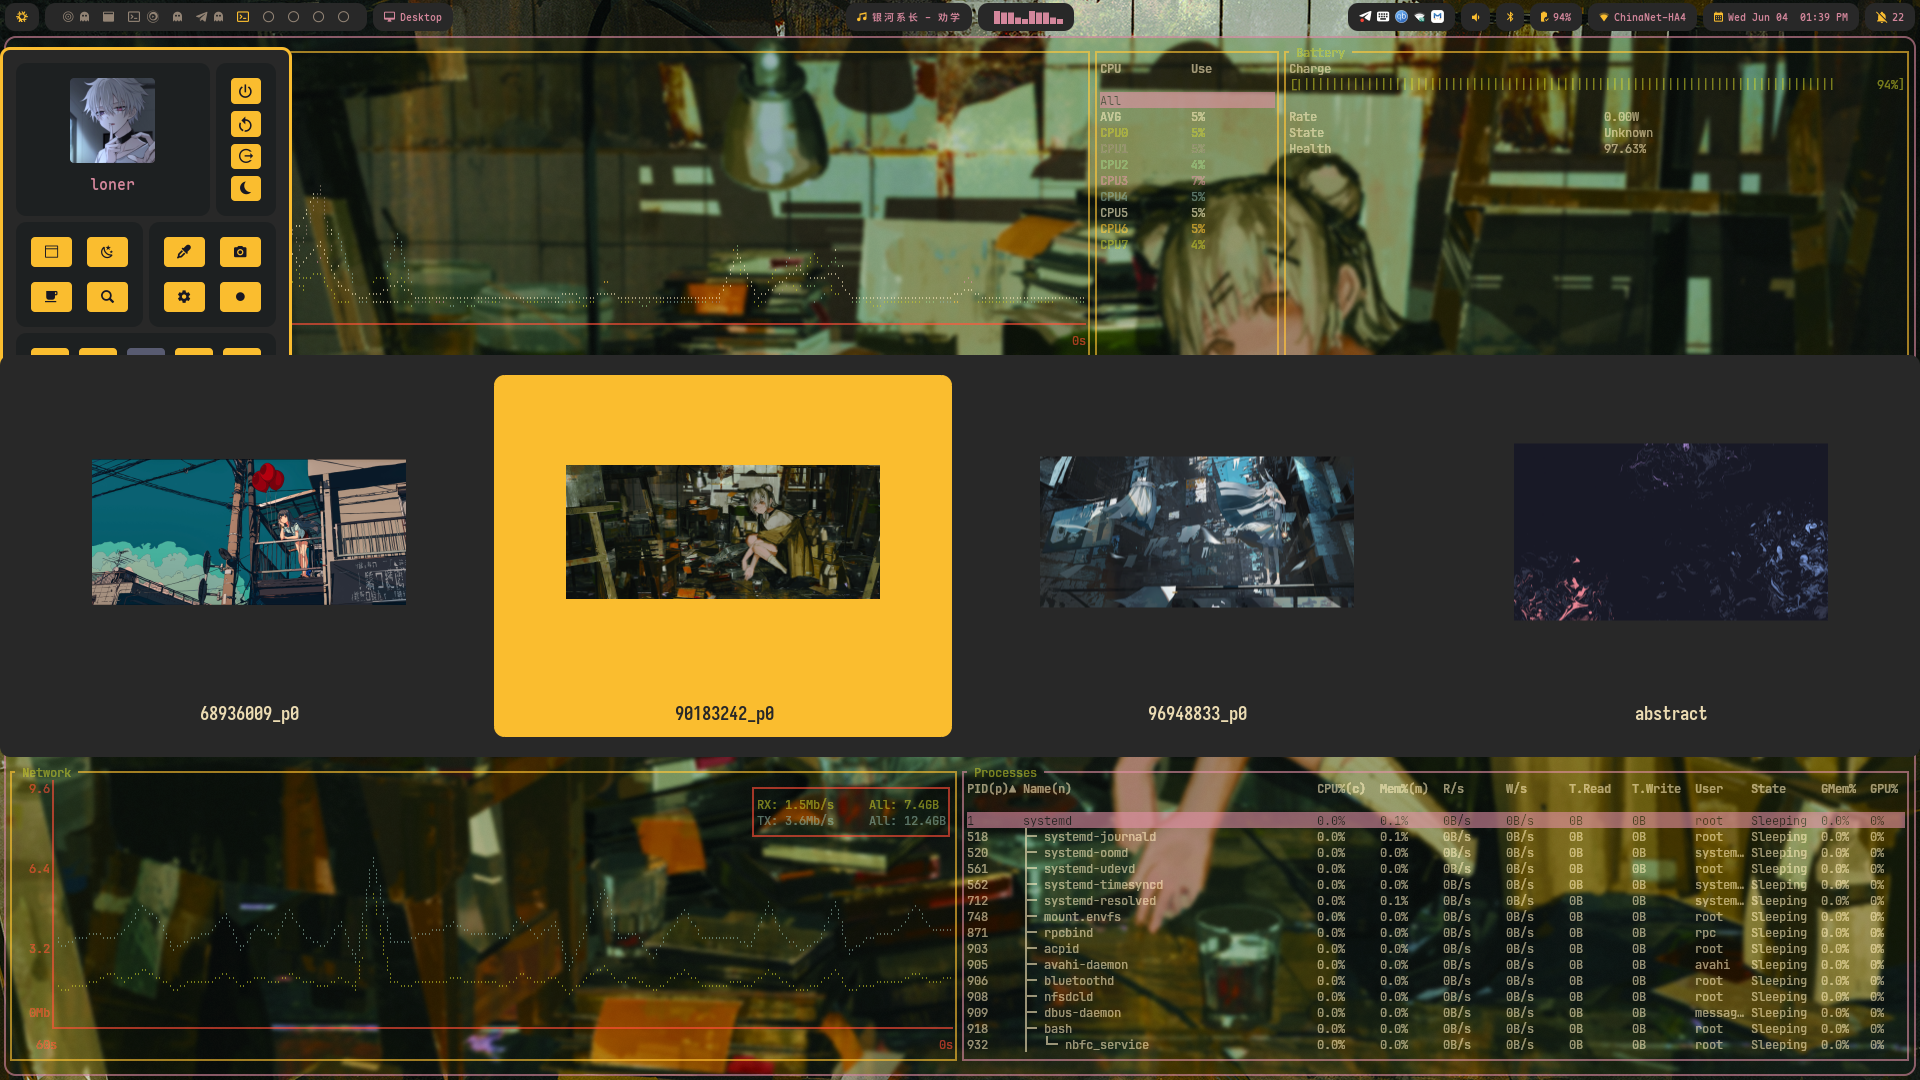 Desktop
银河系长 - 劝学
94%
ChinaNet-HA4
Wed Jun 04 01:39 PM
22
loner
0s
CPU Use
All
AVG 5%
CPU0 5%
CPU1 5%
CPU2 4%
CPU3 7%
CPU4 5%
CPU5 5%
CPU6 5%
CPU7 4%
Battery
Charge
94%]
Rate 0.00W
State Unknown
Health 97.63%
68936009_p0
90183242_p0
96948833_p0
abstract
Network
9.6
6.4
3.2
0Mb
60s
0s
RX: 1.5Mb/s All: 7.4GB
TX: 3.6Mb/s All: 12.4GB
Processes
PID(p)▲ Name(n) CPU%(c) Mem%(m) R/s W/s T.Read T.Write User State GMem% GPU%
1 systemd 0.0% 0.1% 0B/s 0B/s 0B 0B root Sleeping 0.0% 0%
518 ├─ systemd-journald 0.0% 0.1% 0B/s 0B/s 0B 0B root Sleeping 0.0% 0%
520 ├─ systemd-oomd 0.0% 0.0% 0B/s 0B/s 0B 0B system… Sleeping 0.0% 0%
561 ├─ systemd-udevd 0.0% 0.0% 0B/s 0B/s 0B 0B root Sleeping 0.0% 0%
562 ├─ systemd-timesyncd 0.0% 0.0% 0B/s 0B/s 0B 0B system… Sleeping 0.0% 0%
712 ├─ systemd-resolved 0.0% 0.1% 0B/s 0B/s 0B 0B system… Sleeping 0.0% 0%
748 ├─ mount.envfs 0.0% 0.0% 0B/s 0B/s 0B 0B root Sleeping 0.0% 0%
871 ├─ rpcbind 0.0% 0.0% 0B/s 0B/s 0B 0B rpc Sleeping 0.0% 0%
903 ├─ acpid 0.0% 0.0% 0B/s 0B/s 0B 0B root Sleeping 0.0% 0%
905 ├─ avahi-daemon 0.0% 0.0% 0B/s 0B/s 0B 0B avahi Sleeping 0.0% 0%
906 ├─ bluetoothd 0.0% 0.0% 0B/s 0B/s 0B 0B root Sleeping 0.0% 0%
908 ├─ nfsdcld 0.0% 0.0% 0B/s 0B/s 0B 0B root Sleeping 0.0% 0%
909 ├─ dbus-daemon 0.0% 0.0% 0B/s 0B/s 0B 0B messag… Sleeping 0.0% 0%
918 ├─ bash 0.0% 0.0% 0B/s 0B/s 0B 0B root Sleeping 0.0% 0%
932 │ └─ nbfc_service 0.0% 0.0% 0B/s 0B/s 0B 0B root Sleeping 0.0% 0%